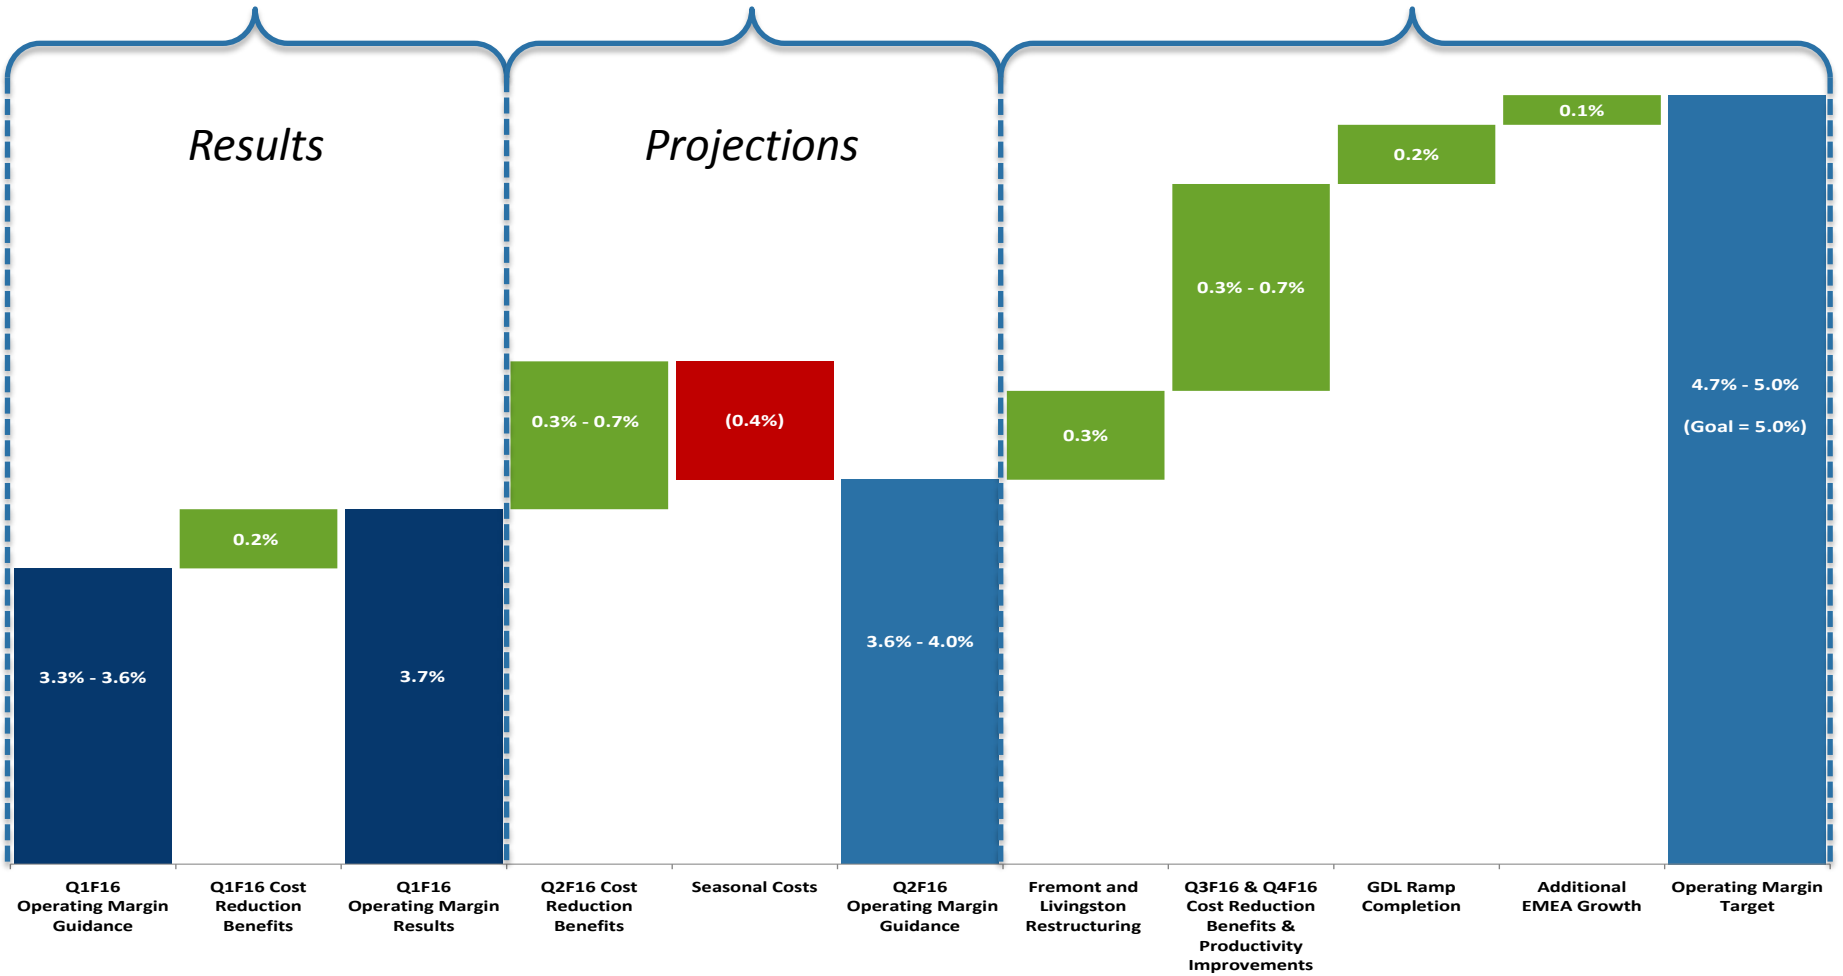 Results
Projections
3.3% - 3.6%
0.2%
3.7%
0.3% - 0.7%
(0.4%)
3.6% - 4.0%
0.3%
0.3% - 0.7%
0.2%
0.1%
4.7% - 5.0%
(Goal = 5.0%)
Q1F16
Operating Margin
Guidance
Q1F16 Cost
Reduction
Benefits
Q1F16
Operating Margin
Results
Q2F16 Cost
Reduction
Benefits
Seasonal Costs
Q2F16
Operating Margin
Guidance
Fremont and
Livingston
Restructuring
Q3F16 & Q4F16
Cost Reduction
Benefits &
Productivity
Improvements
GDL Ramp
Completion
Additional
EMEA Growth
Operating Margin
Target